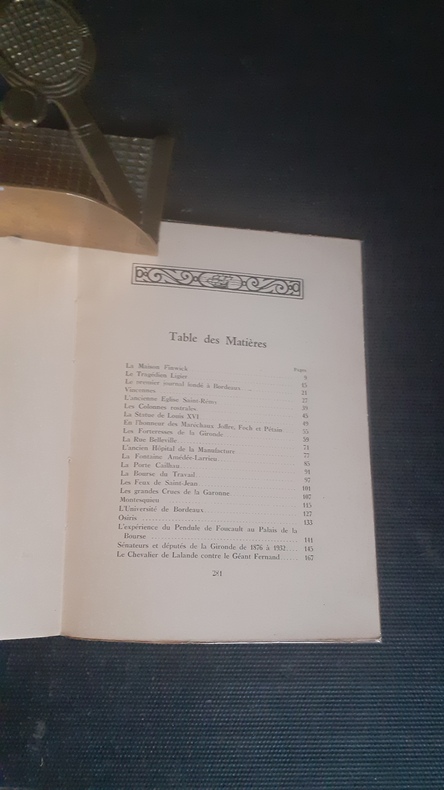 Table des Matières
Pages
La Maison Fenwick 9
Le Tragédien Ligier 15
Le premier journal fondé à Bordeaux 21
Vincennes 27
L'ancienne Eglise Saint-Rémi 33
Les Colonnes rostrales 39
La Statue de Louis XVI 45
En l'honneur des Maréchaux Joffre, Foch et Pétain 49
Les Forteresses de la Gironde 55
La Rue Belleville 59
L'ancien Hôpital de la Manufacture 71
La Fontaine Amédée-Larrieu 77
La Porte Cailhau 85
La Bourse du Travail 91
Les Feux de Saint-Jean 97
Les grandes Crues de la Garonne 101
Montesquieu 107
L'Université de Bordeaux 115
Osiris 127
133
L'expérience du Pendule de Foucault au Palais de la
Bourse 141
Sénateurs et députés de la Gironde de 1876 à 1932 145
Le Chevalier de Lalande contre le Géant Fernand 167